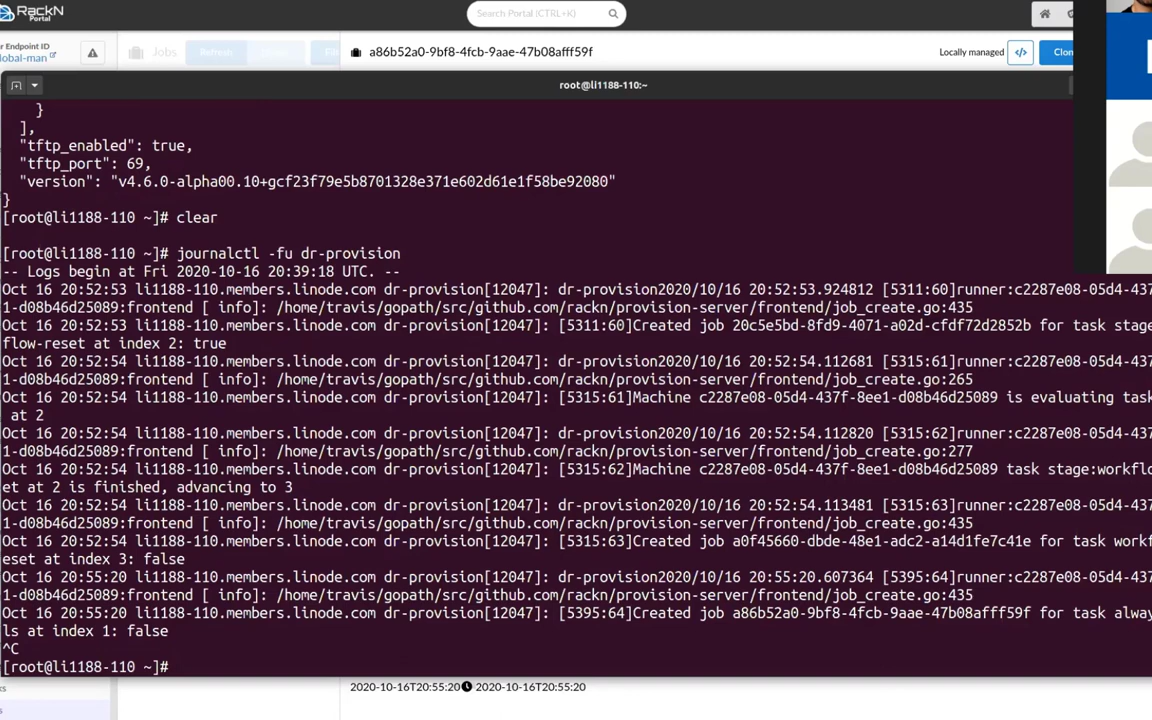 RackN
Portal
Search Portal (CTRL+K)
Endpoint ID
Jobs
Refresh
a86b52a0-9bf8-4fcb-9aae-47b08afff59f
Locally managed
</>
Clon
root@li1188-110:~
}
],
"tftp_enabled": true,
"tftp_port": 69,
"version": "v4.6.0-alpha00.10+gcf23f79e5b8701328e371e602d61e1f58be92080"
}
[root@li1188-110 ~]# clear
[root@li1188-110 ~]# journalctl -fu dr-provision
-- Logs begin at Fri 2020-10-16 20:39:18 UTC. --
Oct 16 20:52:53 li1188-110.members.linode.com dr-provision[12047]: dr-provision2020/10/16 20:52:53.924812 [5311:60]runner:c2287e08-05d4-437
1-d08b46d25089:frontend [ info]: /home/travis/gopath/src/github.com/rackn/provision-server/frontend/job_create.go:435
Oct 16 20:52:53 li1188-110.members.linode.com dr-provision[12047]: [5311:60]Created job 20c5e5bd-8fd9-4071-a02d-cfdf72d2852b for task stage
flow-reset at index 2: true
Oct 16 20:52:54 li1188-110.members.linode.com dr-provision[12047]: dr-provision2020/10/16 20:52:54.112681 [5315:61]runner:c2287e08-05d4-437
1-d08b46d25089:frontend [ info]: /home/travis/gopath/src/github.com/rackn/provision-server/frontend/job_create.go:265
Oct 16 20:52:54 li1188-110.members.linode.com dr-provision[12047]: [5315:61]Machine c2287e08-05d4-437f-8ee1-d08b46d25089 is evaluating task
at 2
Oct 16 20:52:54 li1188-110.members.linode.com dr-provision[12047]: dr-provision2020/10/16 20:52:54.112820 [5315:62]runner:c2287e08-05d4-437
1-d08b46d25089:frontend [ info]: /home/travis/gopath/src/github.com/rackn/provision-server/frontend/job_create.go:277
Oct 16 20:52:54 li1188-110.members.linode.com dr-provision[12047]: [5315:62]Machine c2287e08-05d4-437f-8ee1-d08b46d25089 task stage:workflo
et at 2 is finished, advancing to 3
Oct 16 20:52:54 li1188-110.members.linode.com dr-provision[12047]: dr-provision2020/10/16 20:52:54.113481 [5315:63]runner:c2287e08-05d4-437
1-d08b46d25089:frontend [ info]: /home/travis/gopath/src/github.com/rackn/provision-server/frontend/job_create.go:435
Oct 16 20:52:54 li1188-110.members.linode.com dr-provision[12047]: [5315:63]Created job a0f45660-dbde-48e1-adc2-a14d1fe7c41e for task workf
eset at index 3: false
Oct 16 20:55:20 li1188-110.members.linode.com dr-provision[12047]: dr-provision2020/10/16 20:55:20.607364 [5395:64]runner:c2287e08-05d4-437
1-d08b46d25089:frontend [ info]: /home/travis/gopath/src/github.com/rackn/provision-server/frontend/job_create.go:435
Oct 16 20:55:20 li1188-110.members.linode.com dr-provision[12047]: [5395:64]Created job a86b52a0-9bf8-4fcb-9aae-47b08afff59f for task alway
ls at index 1: false
^C
[root@li1188-110 ~]#
2020-10-16T20:55:20 2020-10-16T20:55:20